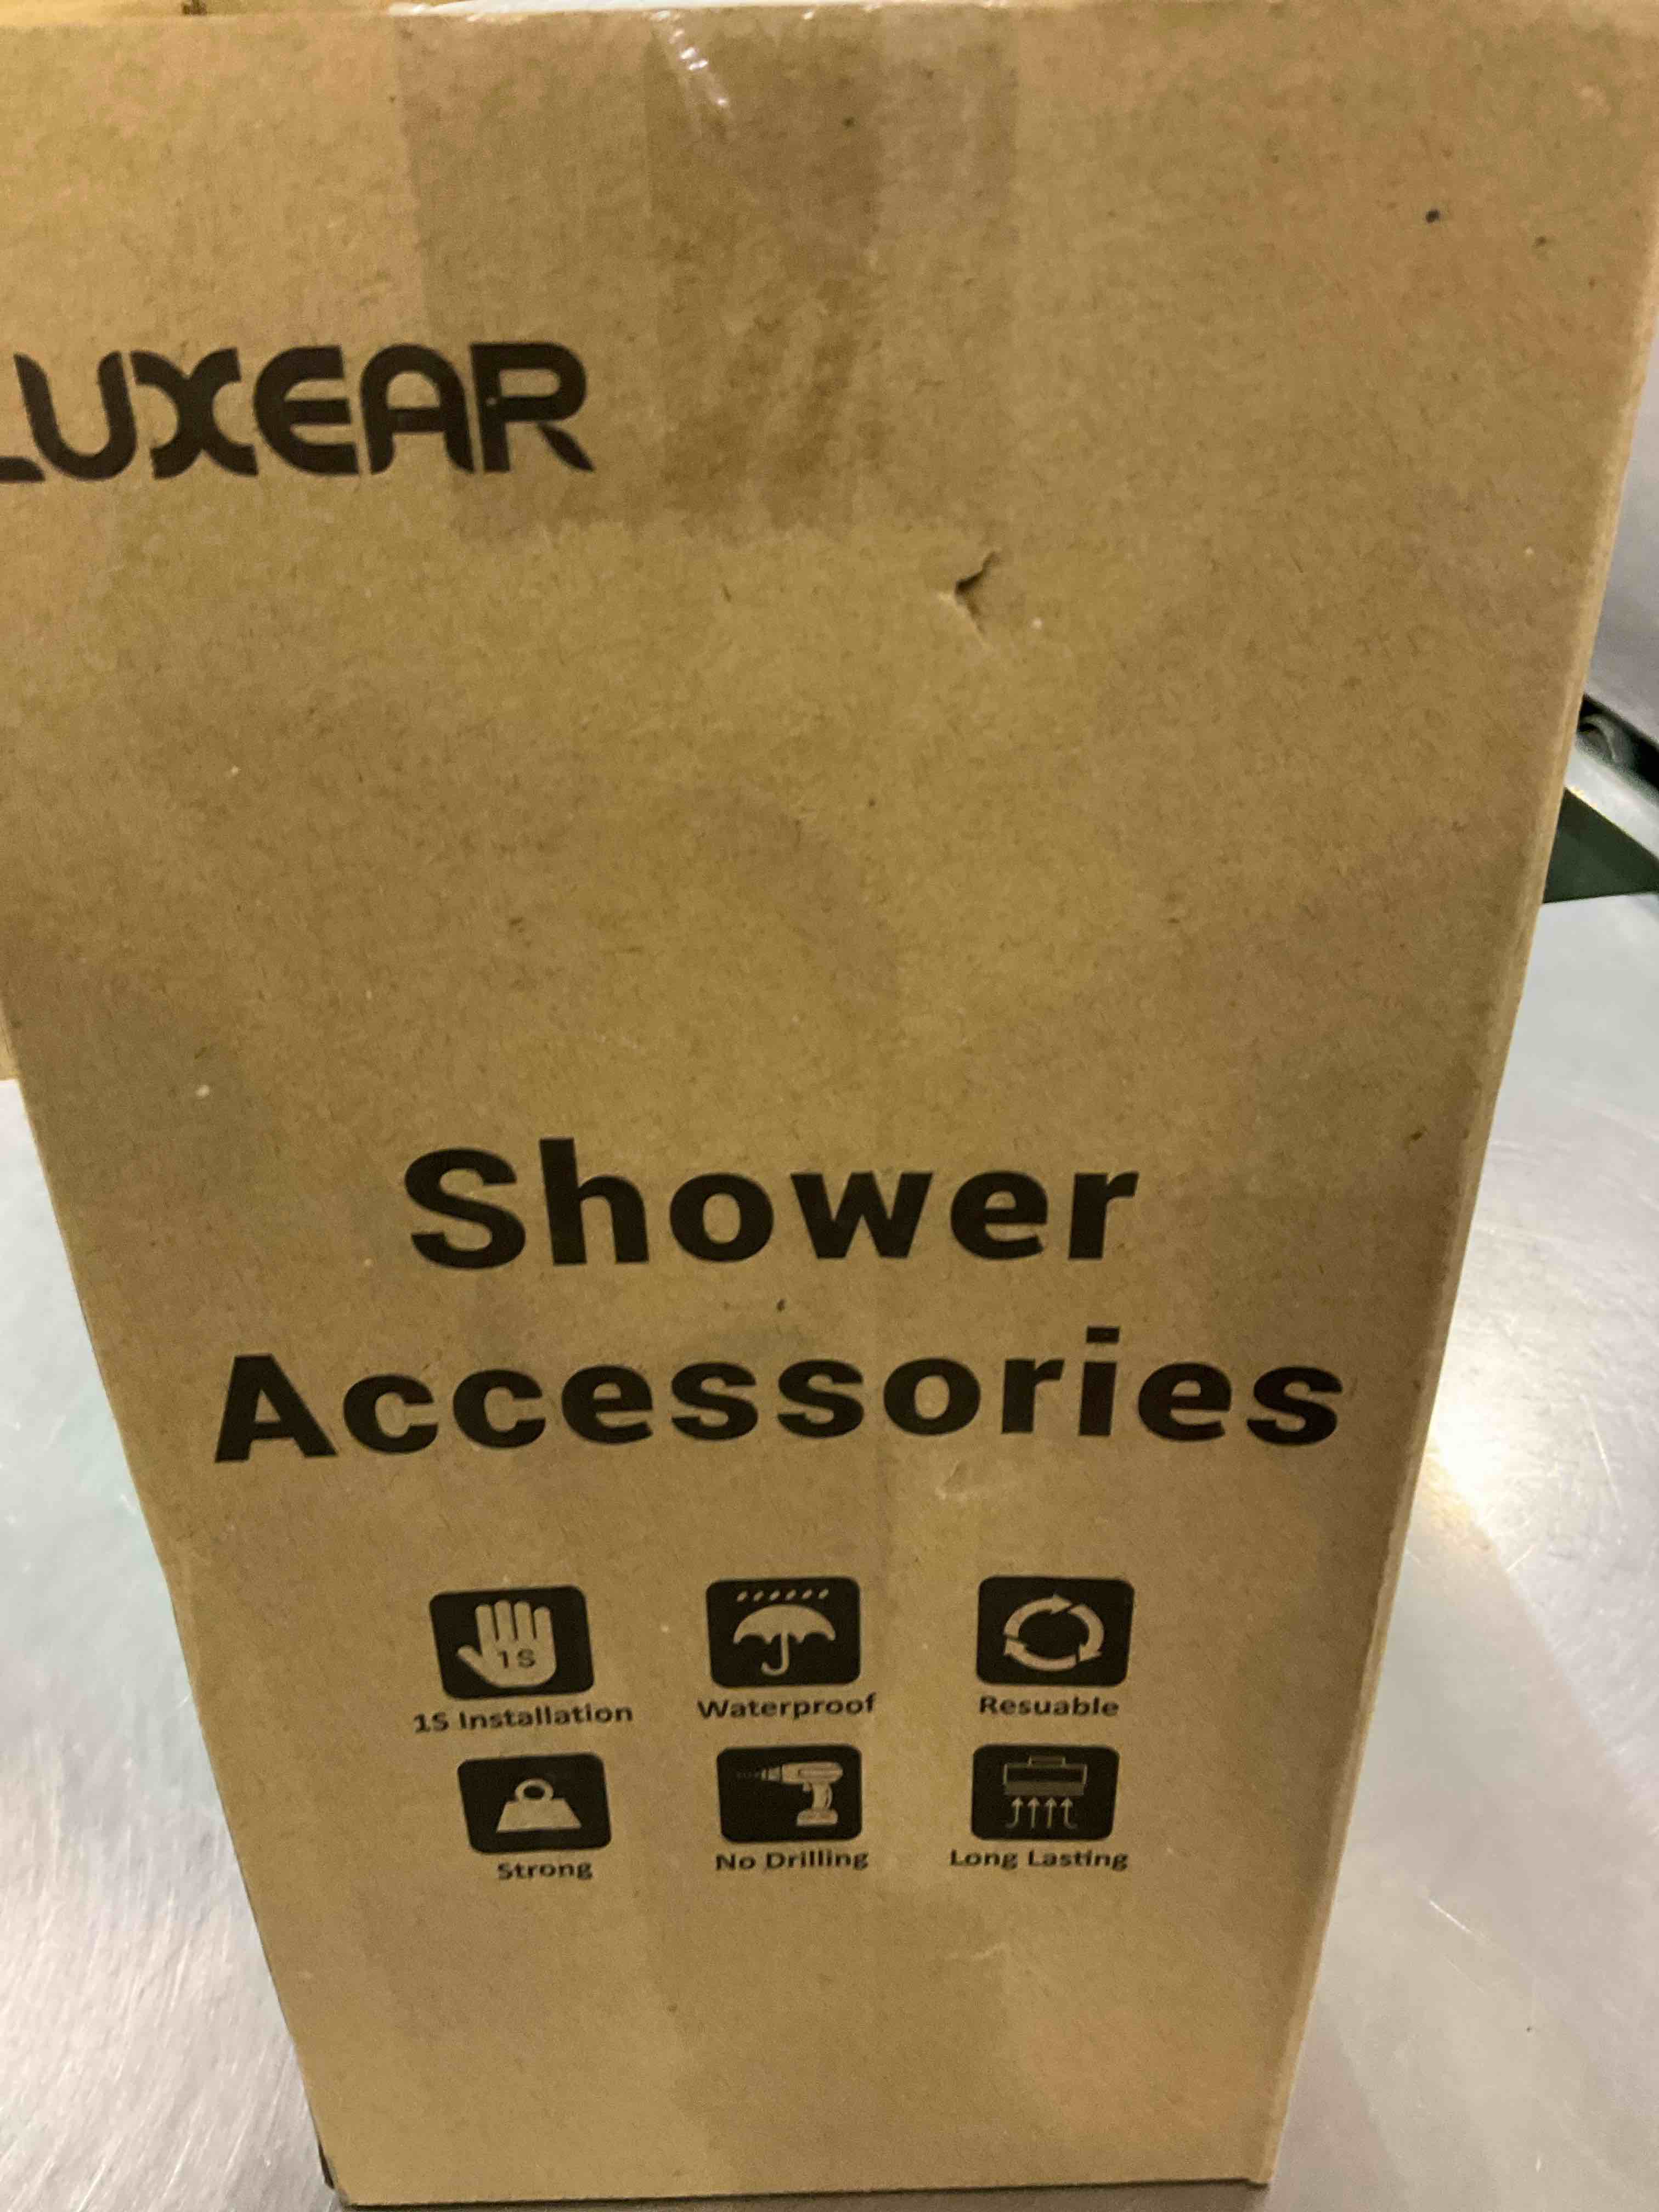 LUXEAR
Shower
Accessories
1S
1S Installation
Waterproof
Resuable
Strong
No Drilling
Long Lasting